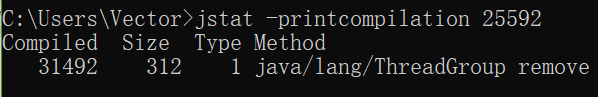 C:\Users\Vector>jstat -printcompilation 25592
Compiled  Size  Type Method
   31492    312     1 java/lang/ThreadGroup remove